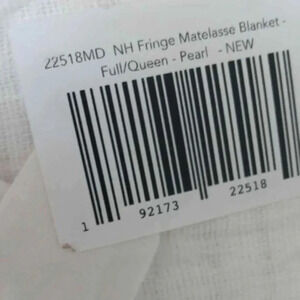 22518MD NH Fringe Matelasse Blanket -
Full/Queen - Pearl - NEW
1 92173 22518